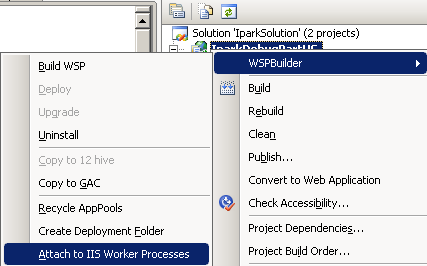 Solution 'IparkSolution' (2 projects)
IparkDebugPartUC
WSPBuilder
Build
Rebuild
Clean
Publish...
Convert to Web Application
Check Accessibility...
Project Dependencies...
Project Build Order...
Build WSP
Deploy
Upgrade
Uninstall
Copy to 12 hive
Copy to GAC
Recycle AppPools
Create Deployment Folder
Attach to IIS Worker Processes